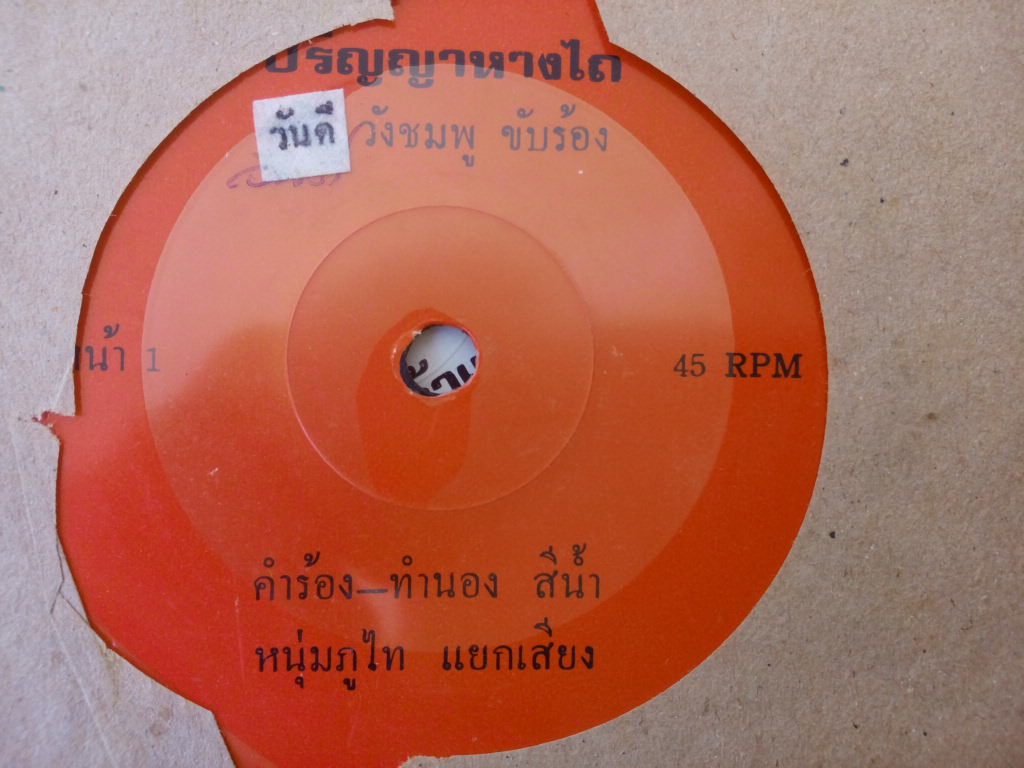 ปริญญาหางไถ
วันดี วังชมพู ขับร้อง
หน้า 1
45 RPM
คำร้อง—ทำนอง สีน้ำ
หนุ่มภูไท แยกเสียง